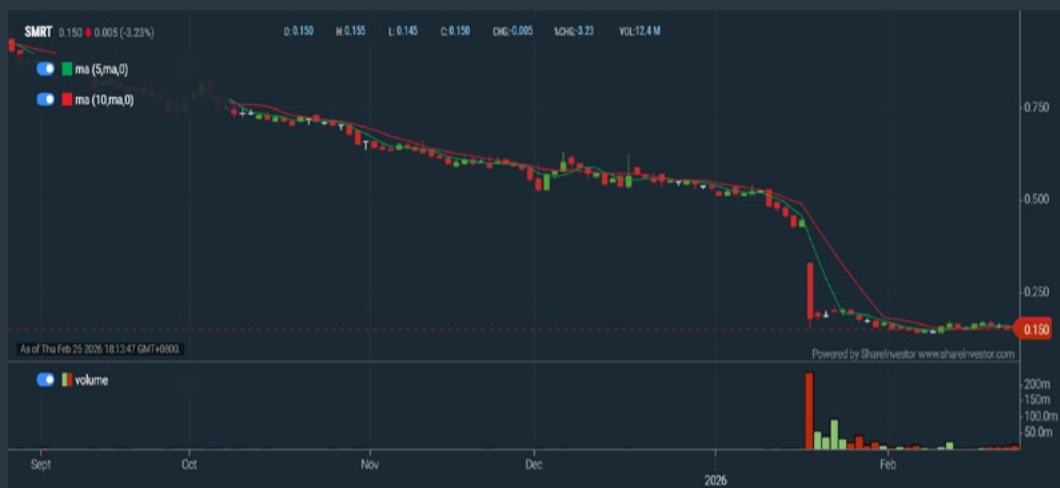 SMRT 0.150 0.005 (-3.23%) O: 0.150 H: 0.155 L: 0.145 C: 0.150 CHG:-0.005 %CHG:-3.23 VOL:12.4 M
ma (5,ma,0)
ma (10,ma,0)
0.750
0.500
0.250
0.150
As of Thu Feb 25 2026 18:13:47 GMT+0800.
Powered by ShareInvestor www.shareinvestor.com
volume
200m
150m
100.0m
50.0m
Sept Oct Nov Dec Feb
2026